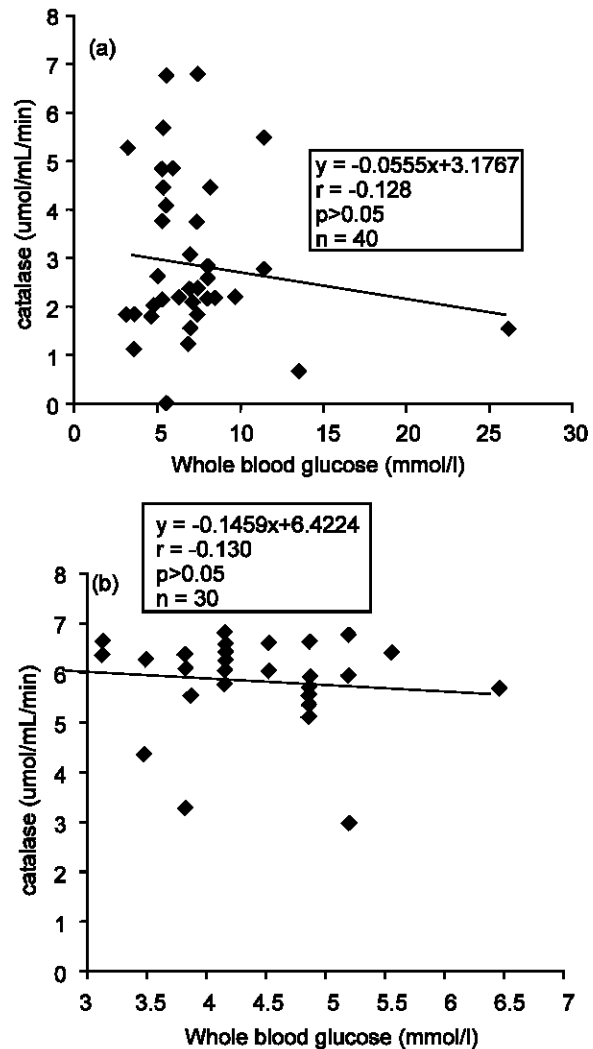 (a)
8
7
6
5
4
3
2
1
0
catalase (umol/mL/min)
y = -0.0555x+3.1767
r = -0.128
p>0.05
n = 40
0 5 10 15 20 25 30
Whole blood glucose (mmol/l)
y = -0.1459x+6.4224
r = -0.130
p>0.05
n = 30
(b)
8
7
6
5
4
3
2
1
0
catalase (umol/mL/min)
3 3.5 4 4.5 5 5.5 6 6.5 7
Whole blood glucose (mmol/l)